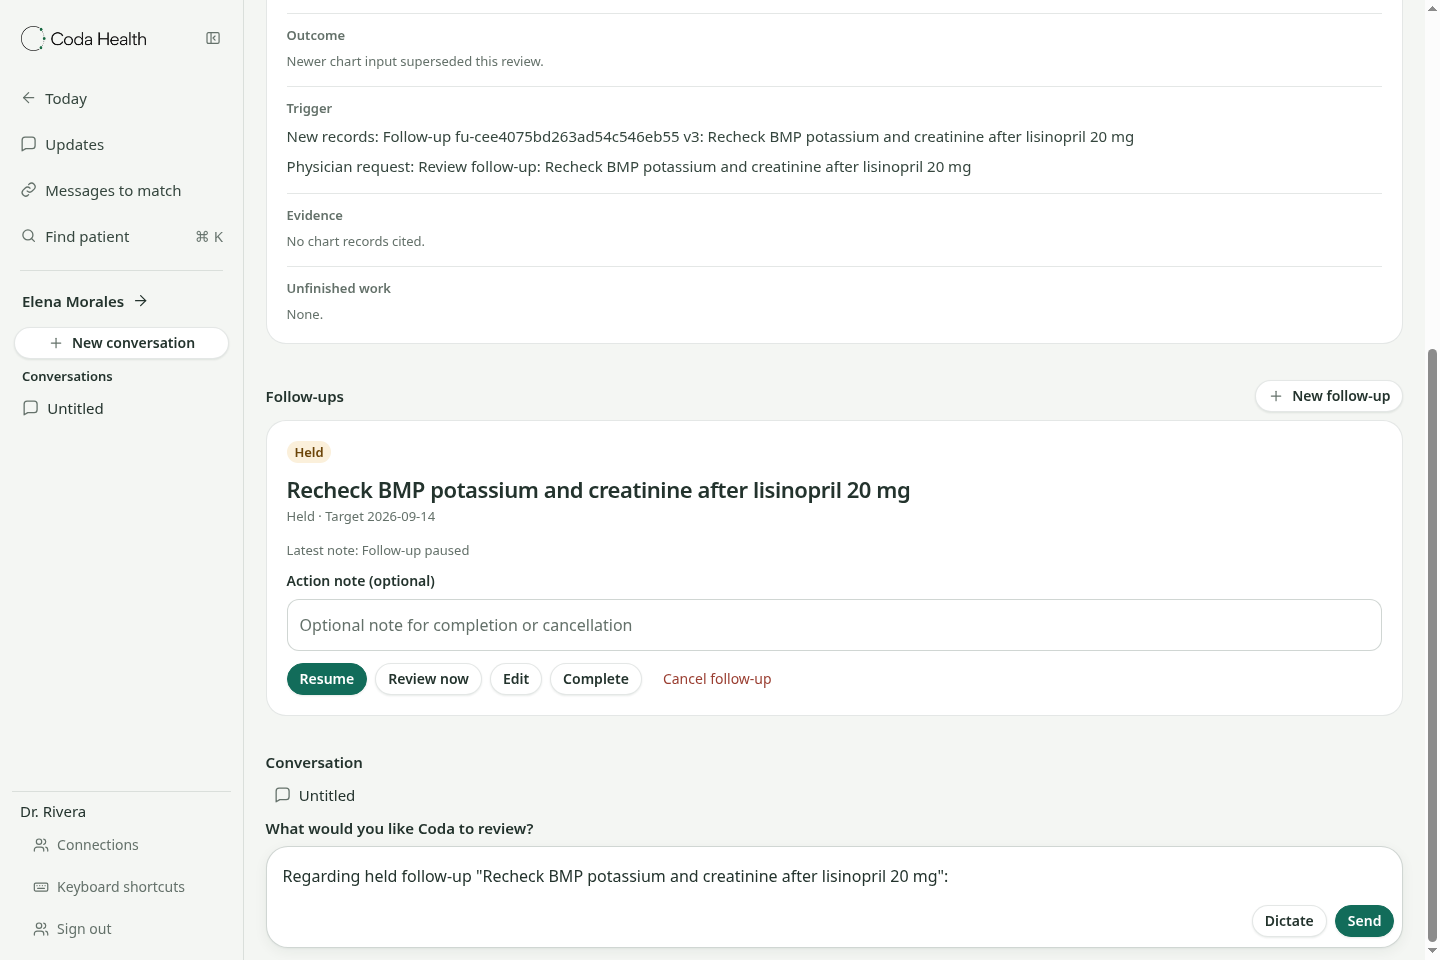 Coda Health
Today
Updates
Messages to match
Find patient ⌘ K
Elena Morales
New conversation
Conversations
Untitled
Dr. Rivera
Connections
Keyboard shortcuts
Sign out
Outcome
Newer chart input superseded this review.
Trigger
New records: Follow-up fu-cee4075bd263ad54c546eb55 v3: Recheck BMP potassium and creatinine after lisinopril 20 mg
Physician request: Review follow-up: Recheck BMP potassium and creatinine after lisinopril 20 mg
Evidence
No chart records cited.
Unfinished work
None.
Follow-ups
New follow-up
Held
Recheck BMP potassium and creatinine after lisinopril 20 mg
Held · Target 2026-09-14
Latest note: Follow-up paused
Action note (optional)
Optional note for completion or cancellation
Resume Review now Edit Complete Cancel follow-up
Conversation
Untitled
What would you like Coda to review?
Regarding held follow-up "Recheck BMP potassium and creatinine after lisinopril 20 mg":
Dictate Send